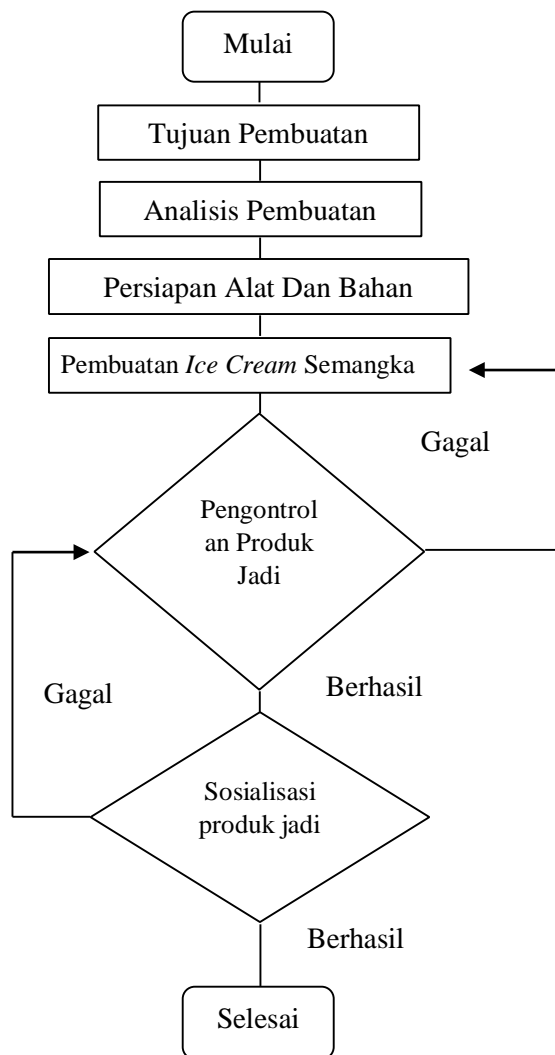 Mulai
Tujuan Pembuatan
Analisis Pembuatan
Persiapan Alat Dan Bahan
Pembuatan Ice Cream Semangka
Gagal
Pengontrol
an Produk
Jadi
Gagal
Berhasil
Sosialisasi
produk jadi
Berhasil
Selesai